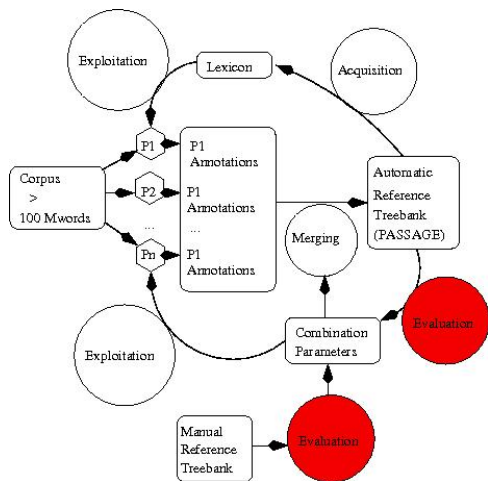 Exploitation
Lexicon
Acquisition
P1
P1
Annotations
Corpus
>
100 Mwords
P2
P1
Annotations
...
...
Pn
P1
Annotations
Automatic
Reference
Treebank
(PASSAGE)
Merging
Evaluation
Combination
Parameters
Exploitation
Manual
Reference
Treebank
Evaluation